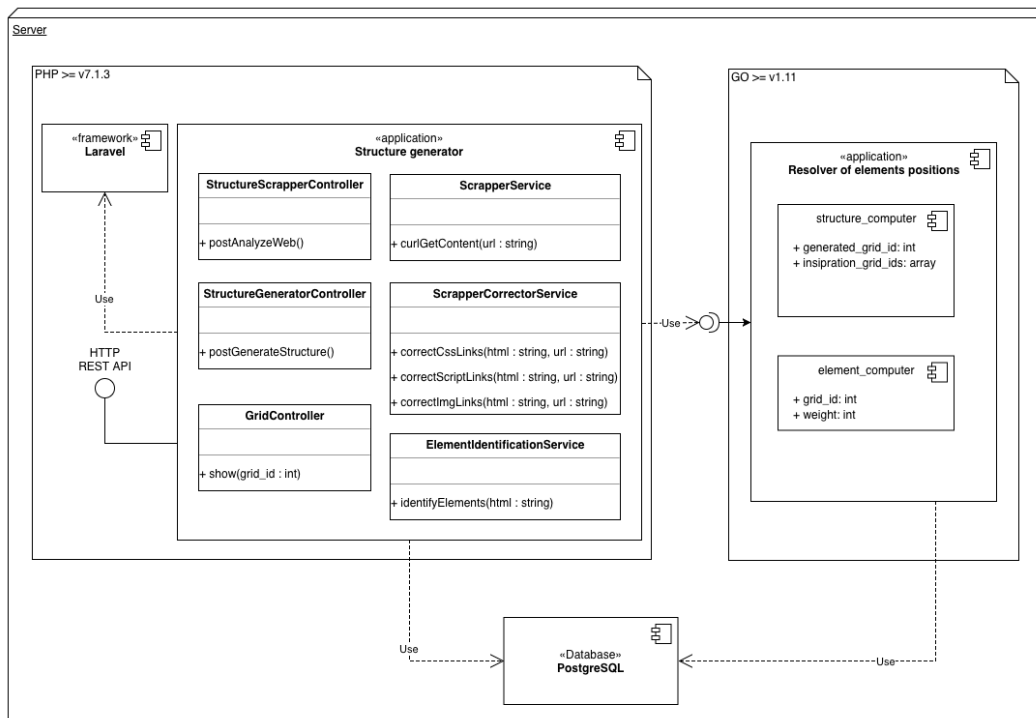 Server
PHP >= v7.1.3
«framework»
Laravel
Use
HTTP
REST API
«application»
Structure generator
StructureScrapperController
+ postAnalyzeWeb()
StructureGeneratorController
+ postGenerateStructure()
GridController
+ show(grid_id : int)
ScrapperService
+ curlGetContent(url : string)
ScrapperCorrectorService
+ correctCssLinks(html : string, url : string)
+ correctScriptLinks(html : string, url : string)
+ correctImgLinks(html : string, url : string)
ElementIdentificationService
+ identifyElements(html : string)
Use
GO >= v1.11
«application»
Resolver of elements positions
structure_computer
+ generated_grid_id: int
+ insipration_grid_ids: array
element_computer
+ grid_id: int
+ weight: int
Use
«Database»
PostgreSQL
Use